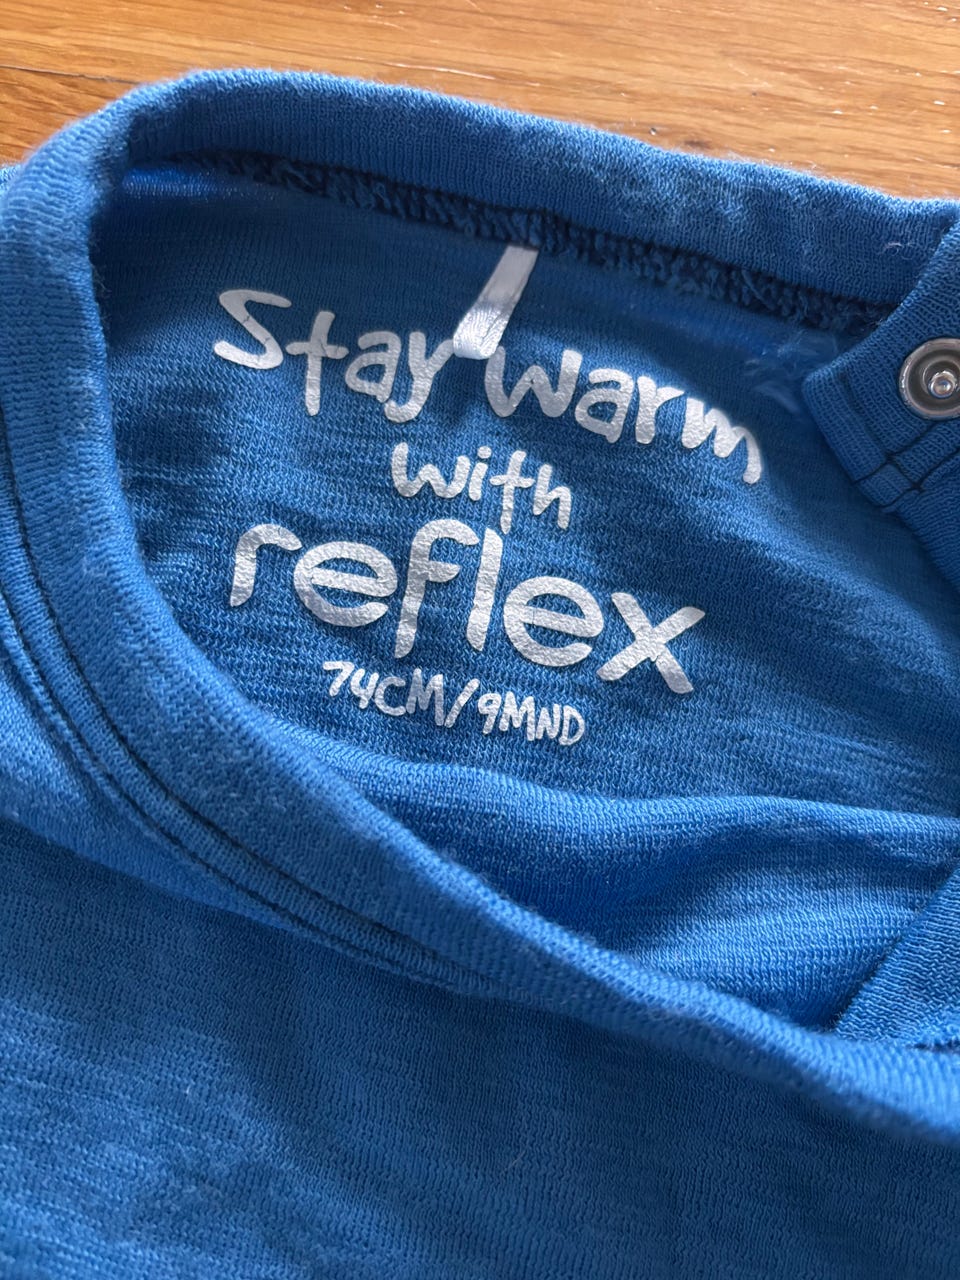 Stay warm
with
reflex
74CM/9MND